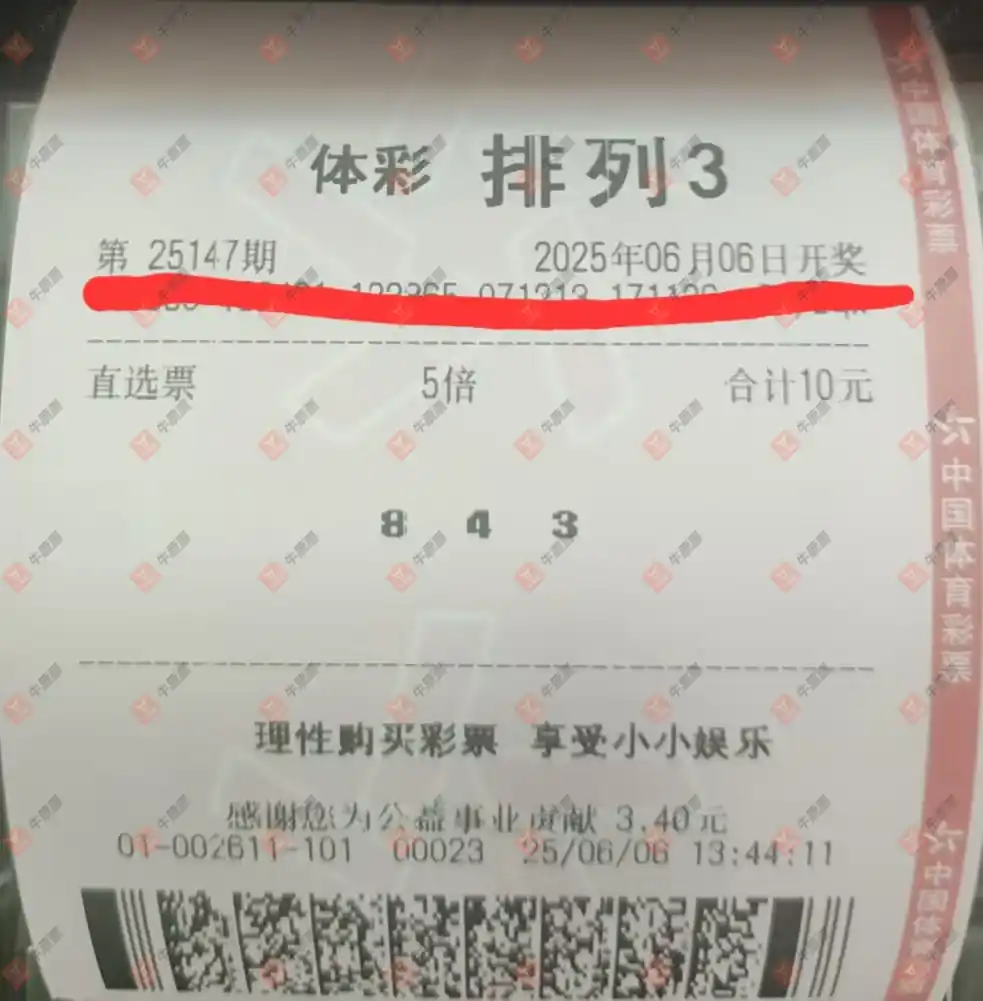 体彩 排列3
第 25147期 2025年06月06日开奖
直选票 5倍 合计10元
8 4 3
理性购买彩票 享受小小娱乐
感谢您为公益事业贡献 3.40元
01-002611-101 00023 25/06/06 13:44:11
中国体育彩票
中国体育彩票